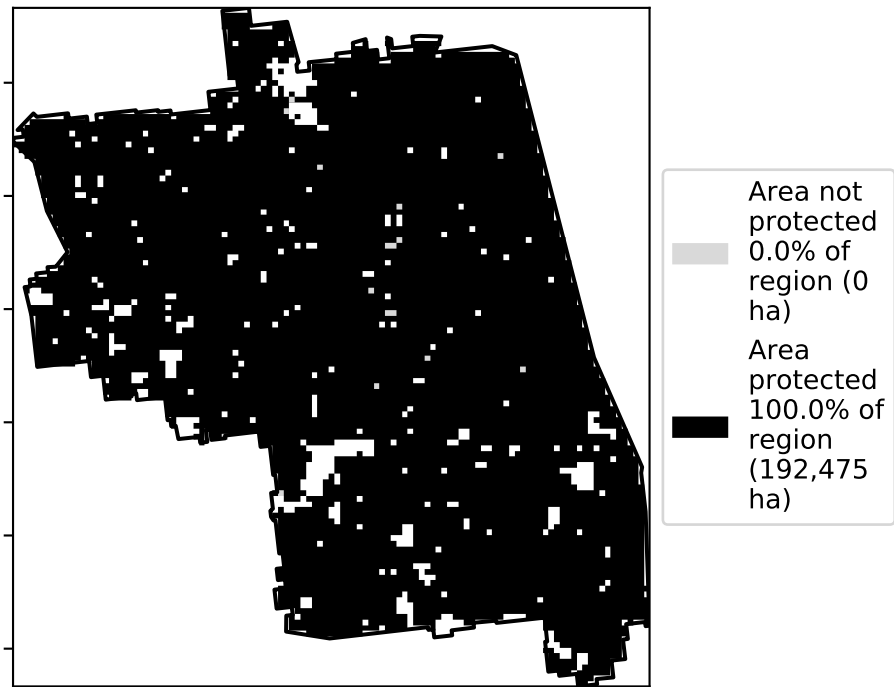 Area not
protected
0.0% of
region (0
ha)
Area
protected
100.0% of
region
(192,475
ha)